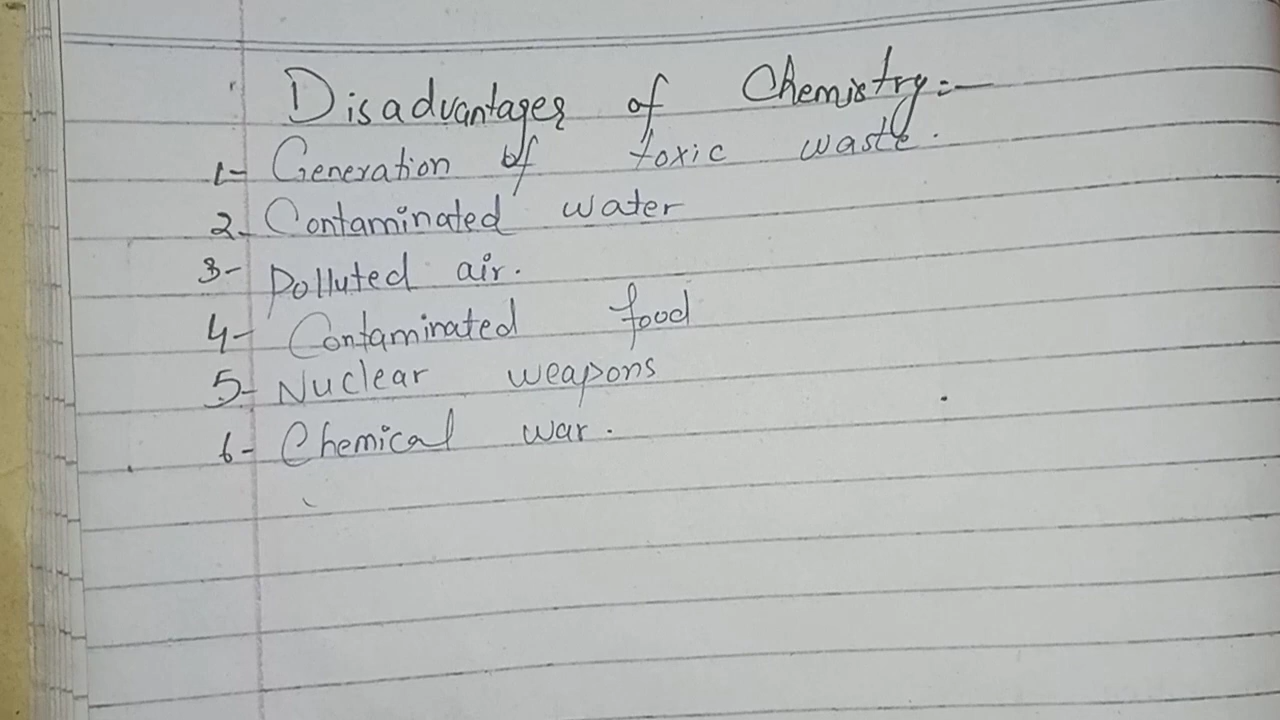 Disadvantages of Chemistry:-
1- Generation of toxic waste.
2- Contaminated water
3- Polluted air.
4- Contaminated food
5- Nuclear weapons
6- Chemical war.